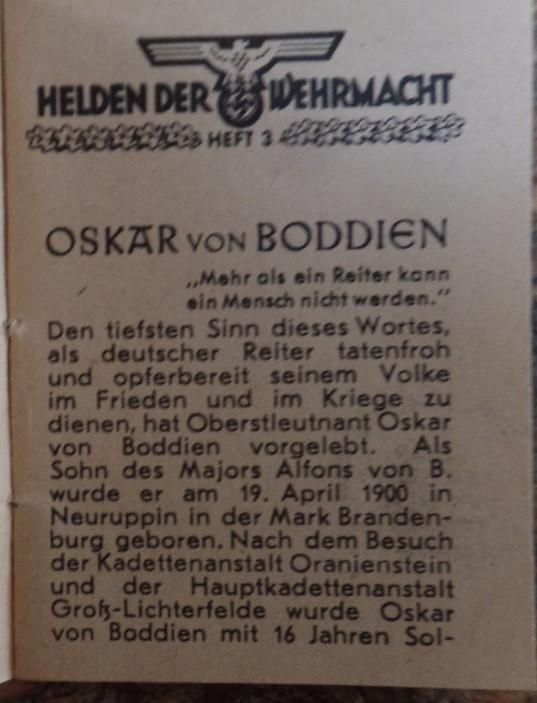 HELDEN DER WEHRMACHT
HEFT 3
OSKAR VON BODDIEN
„Mehr als ein Reiter kann
ein Mensch nicht werden.“
Den tiefsten Sinn dieses Wortes,
als deutscher Reiter tatenfroh
und opferbereit seinem Volke
im Frieden und im Kriege zu
dienen, hat Oberstleutnant Oskar
von Boddien vorgelebt. Als
Sohn des Majors Alfons von B.
wurde er am 19. April 1900 in
Neuruppin in der Mark Branden-
burg geboren. Nach dem Besuch
der Kadettenanstalt Oranienstein
und der Hauptkadettenanstalt
Groß-Lichterfelde wurde Oskar
von Boddien mit 16 Jahren Sol-